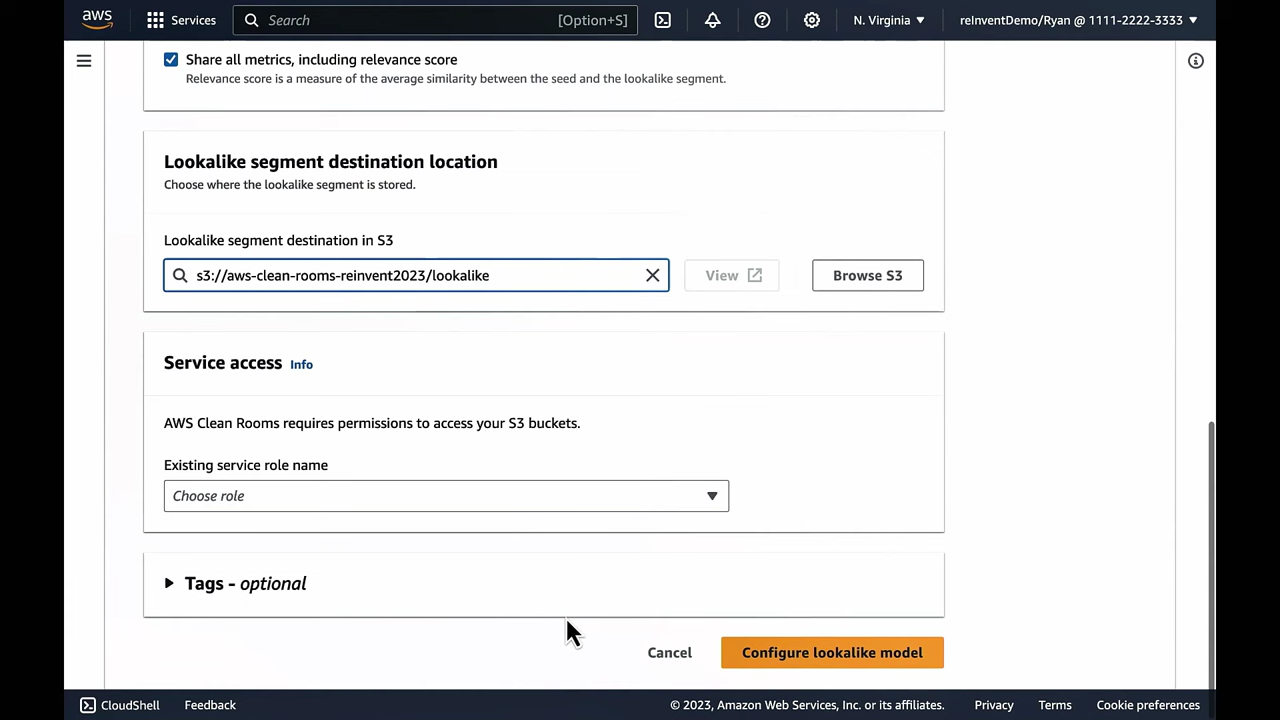 aws
Services
Search
[Option+S]
N. Virginia
reInventDemo/Ryan @ 1111-2222-3333
Share all metrics, including relevance score
Relevance score is a measure of the average similarity between the seed and the lookalike segment.
Lookalike segment destination location
Choose where the lookalike segment is stored.
Lookalike segment destination in S3
s3://aws-clean-rooms-reinvent2023/lookalike
View
Browse S3
Service access Info
AWS Clean Rooms requires permissions to access your S3 buckets.
Existing service role name
Choose role
Tags - optional
Cancel
Configure lookalike model
CloudShell
Feedback
© 2023, Amazon Web Services, Inc. or its affiliates.
Privacy
Terms
Cookie preferences